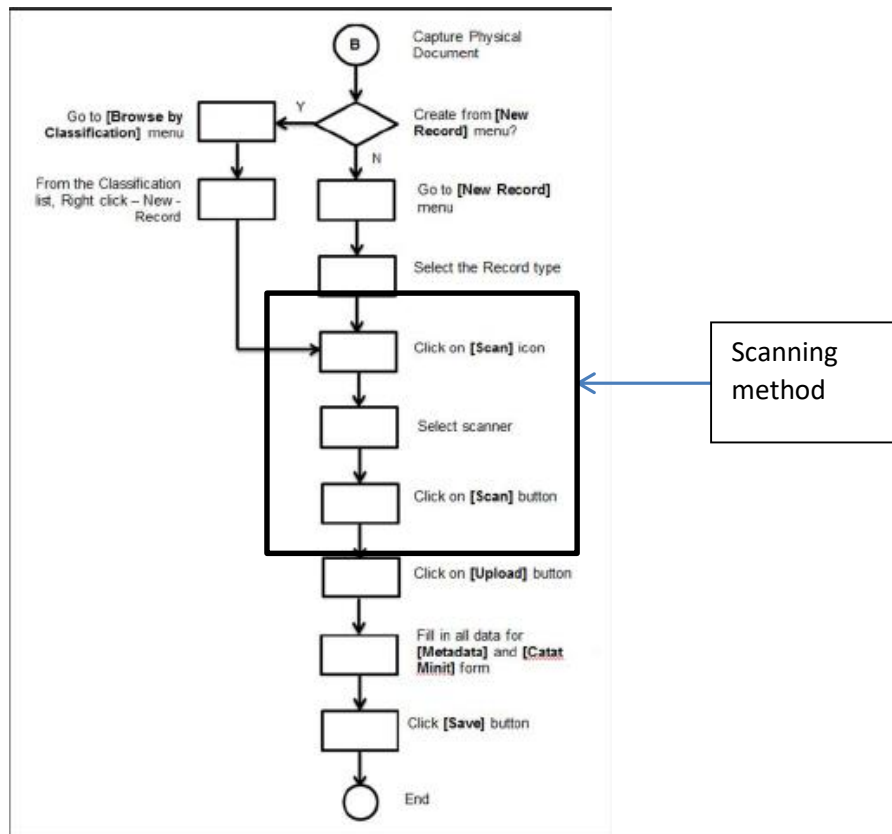 B
Capture Physical
Document
Go to [Browse by
Classification] menu
Y
Create from [New
Record] menu?
N
From the Classification
list, Right click – New -
Record
Go to [New Record]
menu
Select the Record type
Click on [Scan] icon
Scanning
method
Select scanner
Click on [Scan] button
Click on [Upload] button
Fill in all data for
[Metadata] and [Catat
Minit] form
Click [Save] button
End